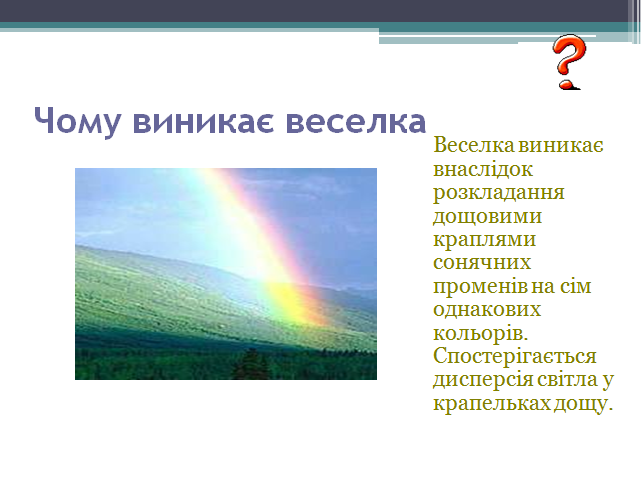 Чому виникає веселка
Веселка виникає
внаслідок
розкладання
дощовими
краплями
сонячних
променів на сім
однакових
кольорів.
Спостерігається
дисперсія світла у
крапельках дощу.